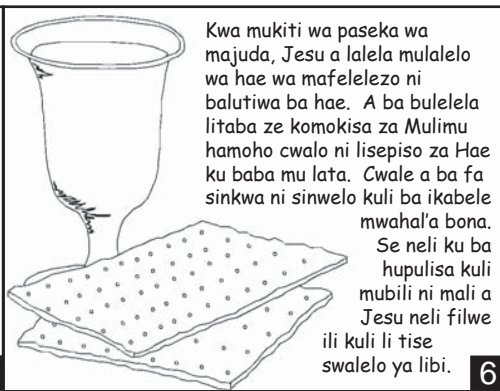 Kwa mukiti wa paseka wa
majuda, Jesu a lalela mulalelo
wa hae wa mafelelezo ni
balutiwa ba hae. A ba bulelela
litaba ze komokisa za Mulimu
hamoho cwalo ni lisepiso za Hae
ku baba mu lata. Cwale a ba fa
sinkwa ni sinwelo kuli ba ikabele
mwahal'a bona.
Se neli ku ba
hupulisa kuli
mubili ni mali a
Jesu neli filwe
ili kuli li tise
swalelo ya libi.
6